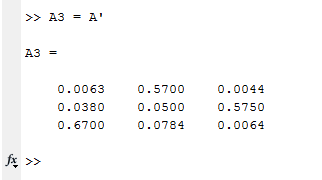 >> A3 = A'
A3 =
0.0063 0.5700 0.0044
0.0380 0.0500 0.5750
0.6700 0.0784 0.0064
fx >>